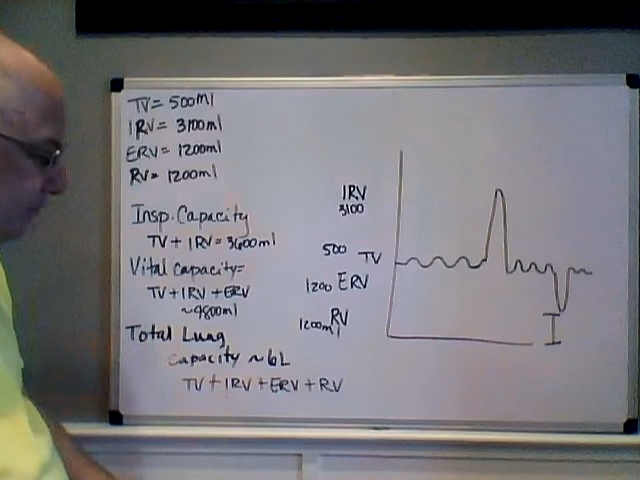 TV = 500ml
IRV = 3100ml
ERV = 1200ml
RV = 1200ml
Insp. Capacity
TV + IRV = 3600ml
Vital capacity =
TV + IRV + ERV
~4800ml
Total Lung
Capacity ~ 6L
TV + IRV + ERV + RV
IRV
3100
500 TV
1200 ERV
RV
1200ml